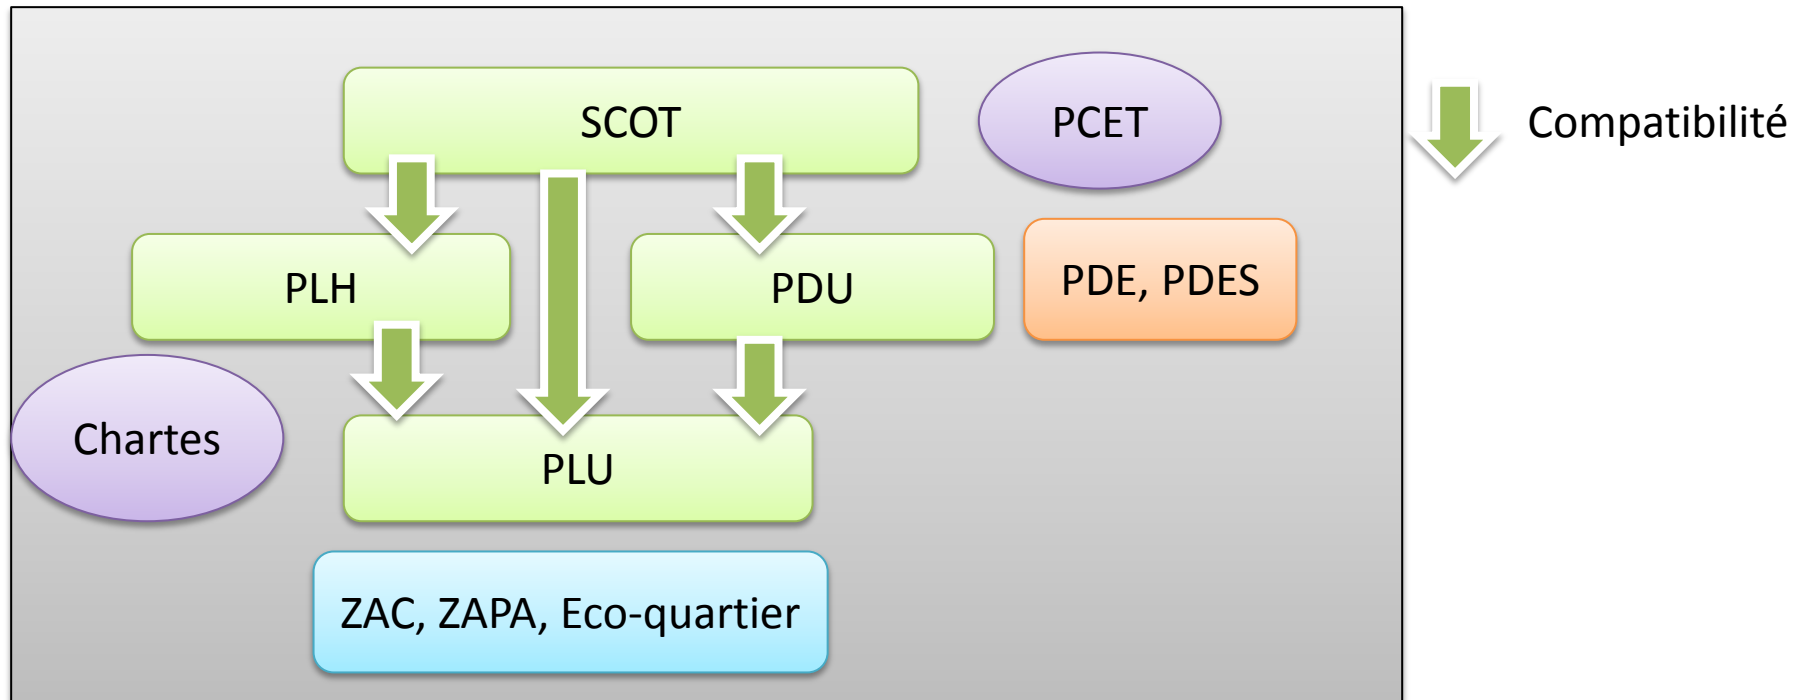 SCOT
PCET
Compatibilité
PLH
PDU
PDE, PDES
Chartes
PLU
ZAC, ZAPA, Eco-quartier